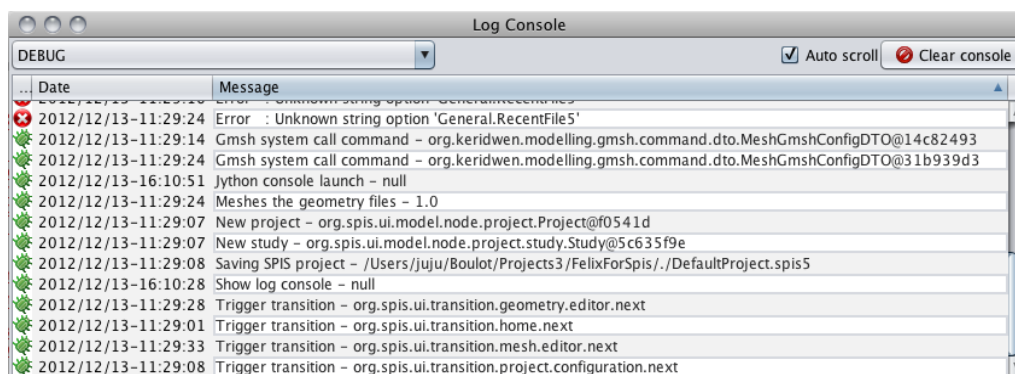 Log Console
DEBUG
Auto scroll
Clear console
... Date Message
Error : Unknown string option 'General.RecentFile5'
2012/12/13-11:29:24 Error : Unknown string option 'General.RecentFile5'
2012/12/13-11:29:14 Gmsh system call command – org.keridwen.modelling.gmsh.command.dto.MeshGmshConfigDTO@14c82493
2012/12/13-11:29:24 Gmsh system call command – org.keridwen.modelling.gmsh.command.dto.MeshGmshConfigDTO@31b939d3
2012/12/13-16:10:51 Jython console launch – null
2012/12/13-11:29:24 Meshes the geometry files – 1.0
2012/12/13-11:29:07 New project – org.spis.ui.model.node.project.Project@f0541d
2012/12/13-11:29:07 New study – org.spis.ui.model.node.project.study.Study@5c635f9e
2012/12/13-11:29:08 Saving SPIS project – /Users/juju/Boulot/Projects3/FelixForSpis/./DefaultProject.spis5
2012/12/13-16:10:28 Show log console – null
2012/12/13-11:29:28 Trigger transition – org.spis.ui.transition.geometry.editor.next
2012/12/13-11:29:01 Trigger transition – org.spis.ui.transition.home.next
2012/12/13-11:29:33 Trigger transition – org.spis.ui.transition.mesh.editor.next
2012/12/13-11:29:08 Trigger transition – org.spis.ui.transition.project.configuration.next